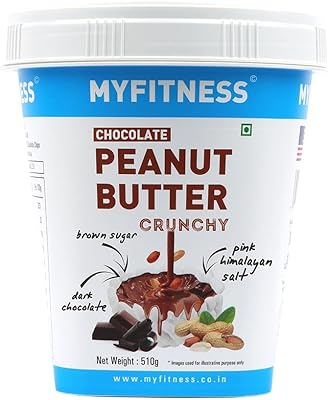 MYFITNESS©
CHOCOLATE
PEANUT
BUTTER
CRUNCHY
brown sugar
pink
himalayan
salt
dark
chocolate
Net Weight : 510g
* Images used for illustrative purpose only
www.myfitness.co.in